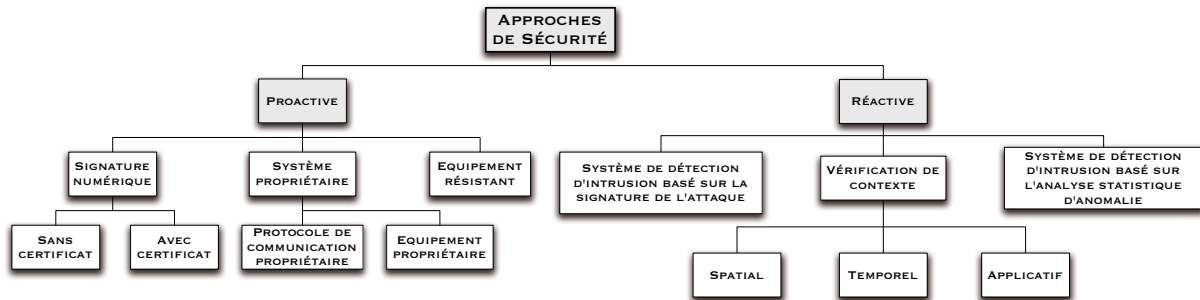 APPROCHES
DE SÉCURITÉ
PROACTIVE
RÉACTIVE
SIGNATURE
NUMÉRIQUE
SYSTÈME
PROPRIÉTAIRE
EQUIPEMENT
RÉSISTANT
SYSTÈME DE DÉTECTION
D'INTRUSION BASÉ SUR LA
SIGNATURE DE L'ATTAQUE
VÉRIFICATION DE
CONTEXTE
SYSTÈME DE DÉTECTION
D'INTRUSION BASÉ SUR
L'ANALYSE STATISTIQUE
D'ANOMALIE
SANS
CERTIFICAT
AVEC
CERTIFICAT
PROTOCOLE DE
COMMUNICATION
PROPRIÉTAIRE
EQUIPEMENT
PROPRIÉTAIRE
SPATIAL
TEMPOREL
APPLICATIF